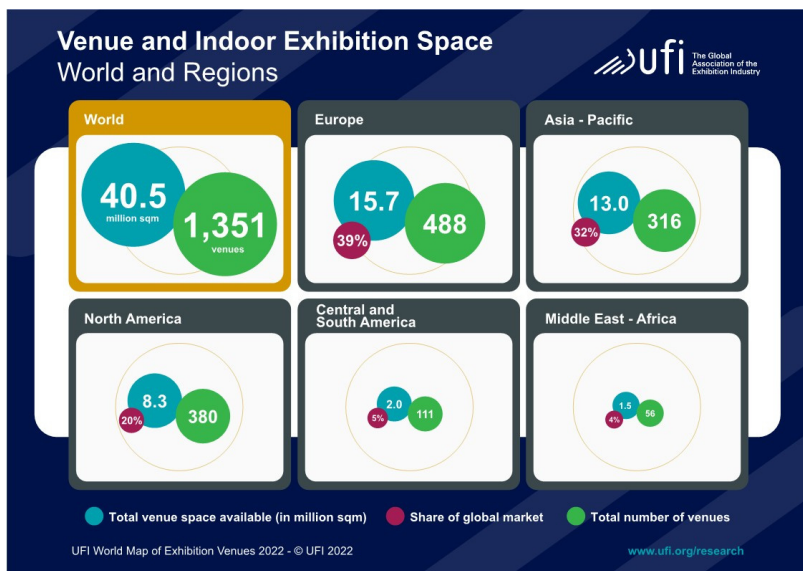 Venue and Indoor Exhibition Space
World and Regions
ufi
The Global
Association of the
Exhibition Industry
World
40.5
million sqm
1,351
venues
Europe
15.7
39%
488
Asia - Pacific
13.0
32%
316
North America
8.3
20%
380
Central and
South America
2.0
5%
111
Middle East - Africa
1.5
4%
56
Total venue space available (in million sqm)
Share of global market
Total number of venues
UFI World Map of Exhibition Venues 2022 - © UFI 2022
www.ufi.org/research